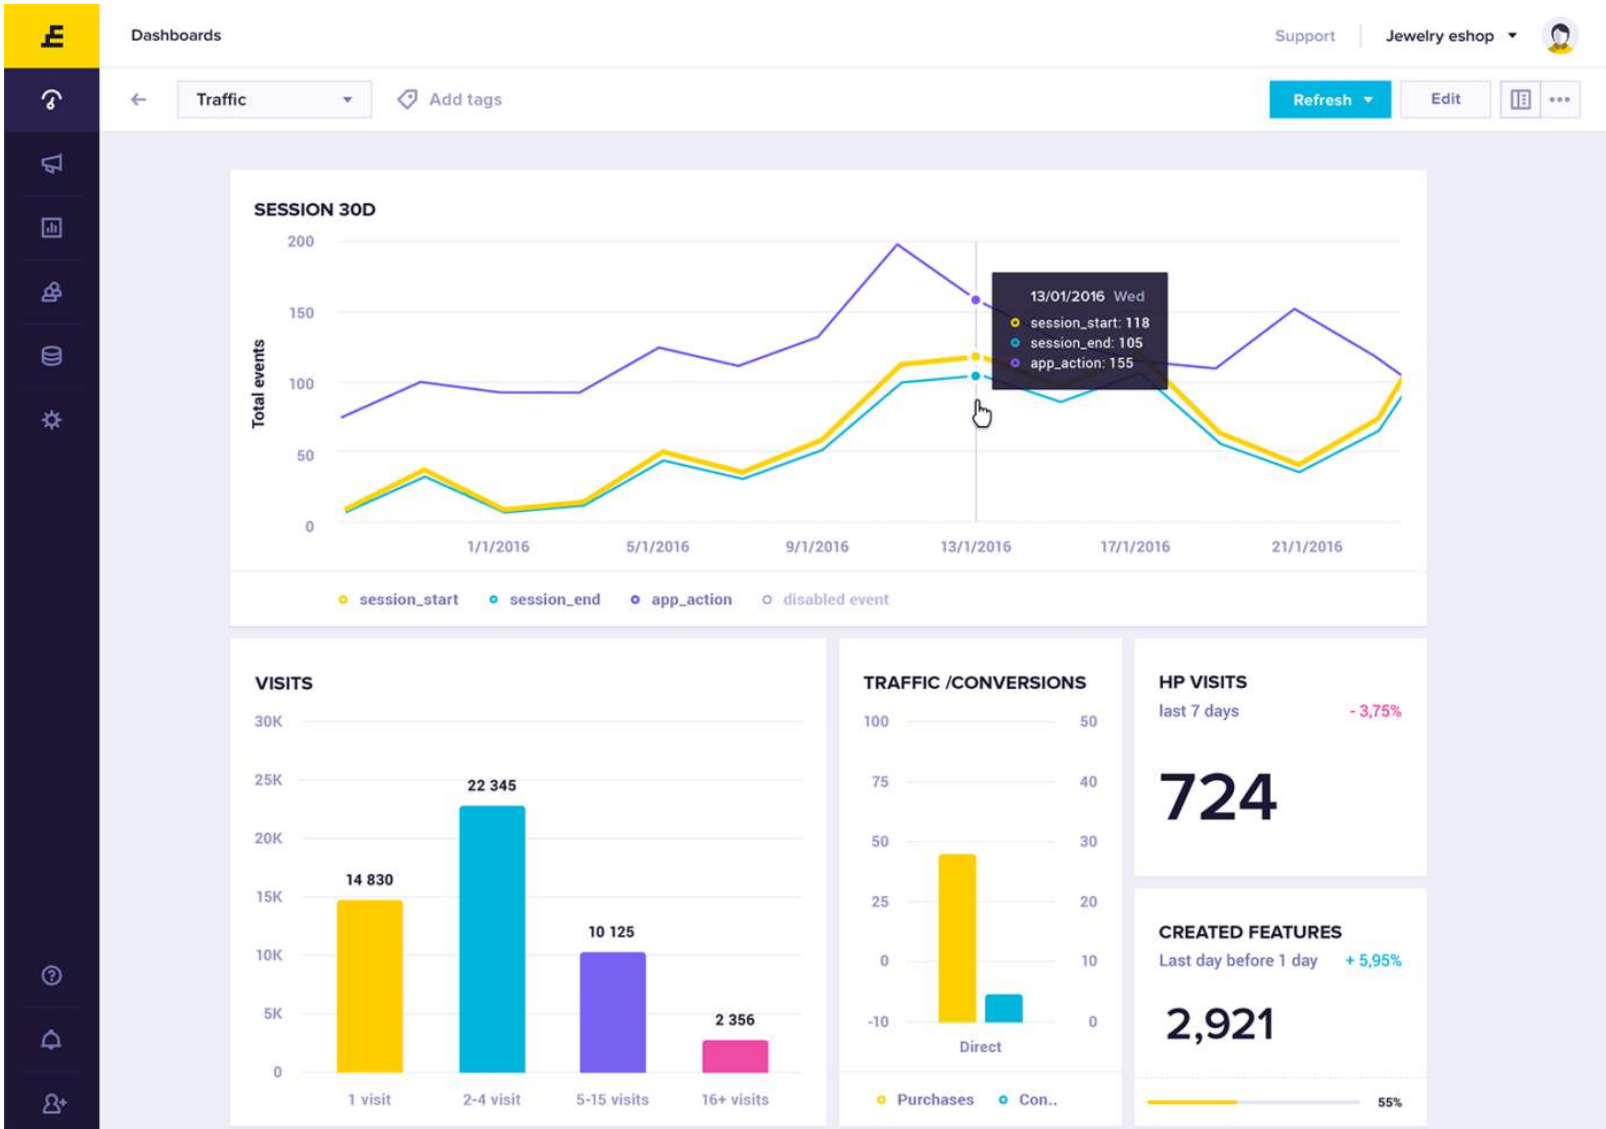 Dashboards
Support
Jewelry eshop
Traffic
Add tags
Refresh
Edit
SESSION 30D
200
150
100
50
0
Total events
13/01/2016 Wed
session_start: 118
session_end: 105
app_action: 155
1/1/2016 5/1/2016 9/1/2016 13/1/2016 17/1/2016 21/1/2016
session_start session_end app_action disabled event
VISITS
30K
25K
20K
15K
10K
5K
0
14 830
22 345
10 125
2 356
1 visit 2-4 visit 5-15 visits 16+ visits
TRAFFIC /CONVERSIONS
100 50
75 40
50 30
25 20
0 10
-10 0
Direct
Purchases Con..
HP VISITS
last 7 days - 3,75%
724
CREATED FEATURES
Last day before 1 day + 5,95%
2,921
55%